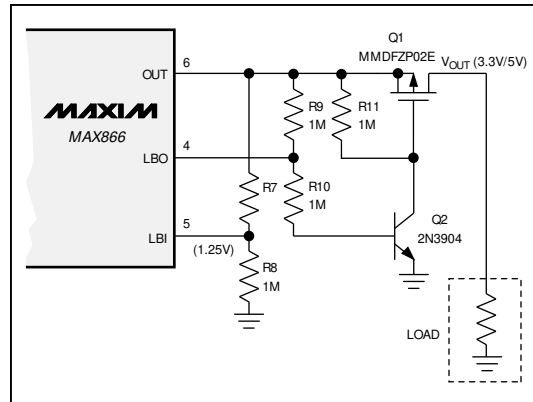 Q1
MMDFZP02E
6
OUT
VOUT (3.3V/5V)
R9
1M
R11
1M
MAXIM
MAX866
4
LBO
R7
R10
1M
Q2
2N3904
5
LBI
(1.25V)
R8
1M
LOAD